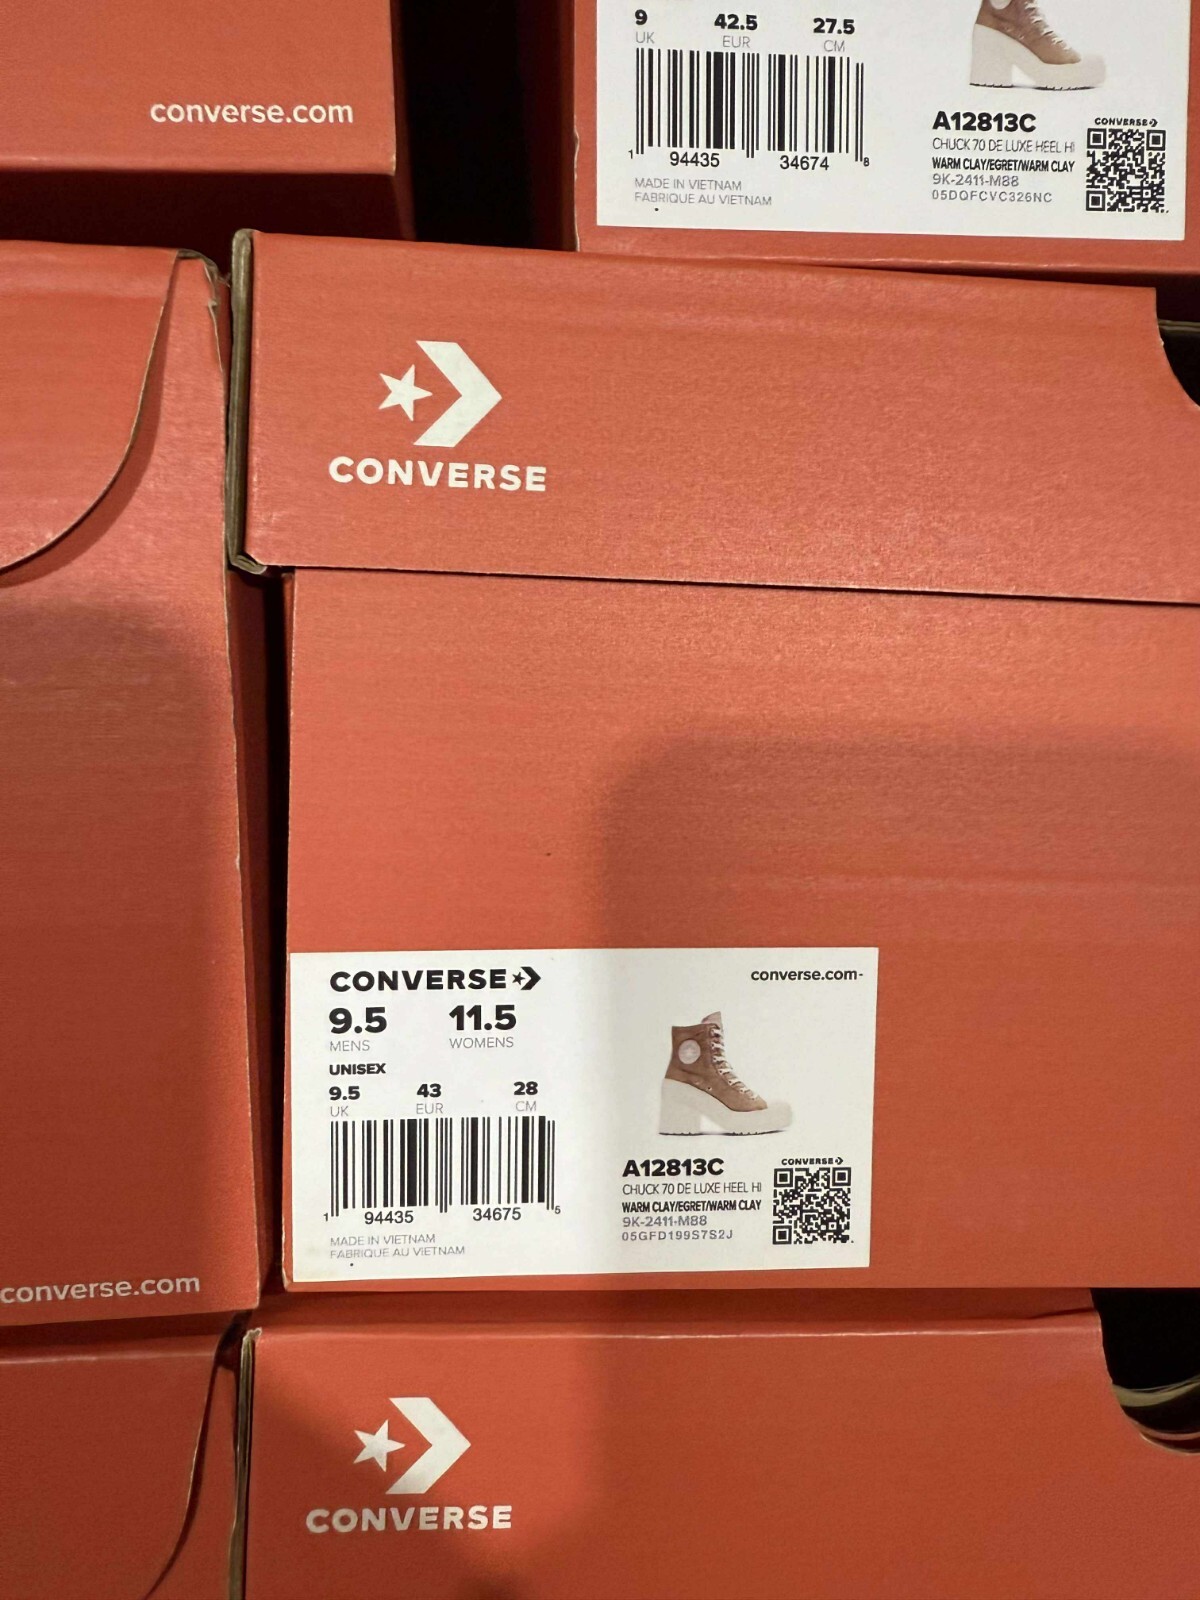 converse.com
9 42.5 27.5
UK EUR CM
1 94435 34674 8
MADE IN VIETNAM
FABRIQUE AU VIETNAM
A12813C
CHUCK 70 DE LUXE HEEL HI
WARM CLAY/EGRET/WARM CLAY
9K-2411-M88
05DQFCVC326NC
CONVERSE
CONVERSE
CONVERSE
converse.com
9.5 11.5
MENS WOMENS
UNISEX
9.5 43 28
UK EUR CM
1 94435 34675 5
MADE IN VIETNAM
FABRIQUE AU VIETNAM
A12813C
CHUCK 70 DE LUXE HEEL HI
WARM CLAY/EGRET/WARM CLAY
9K-2411-M88
05GFD199S7S2J
CONVERSE
converse.com
CONVERSE